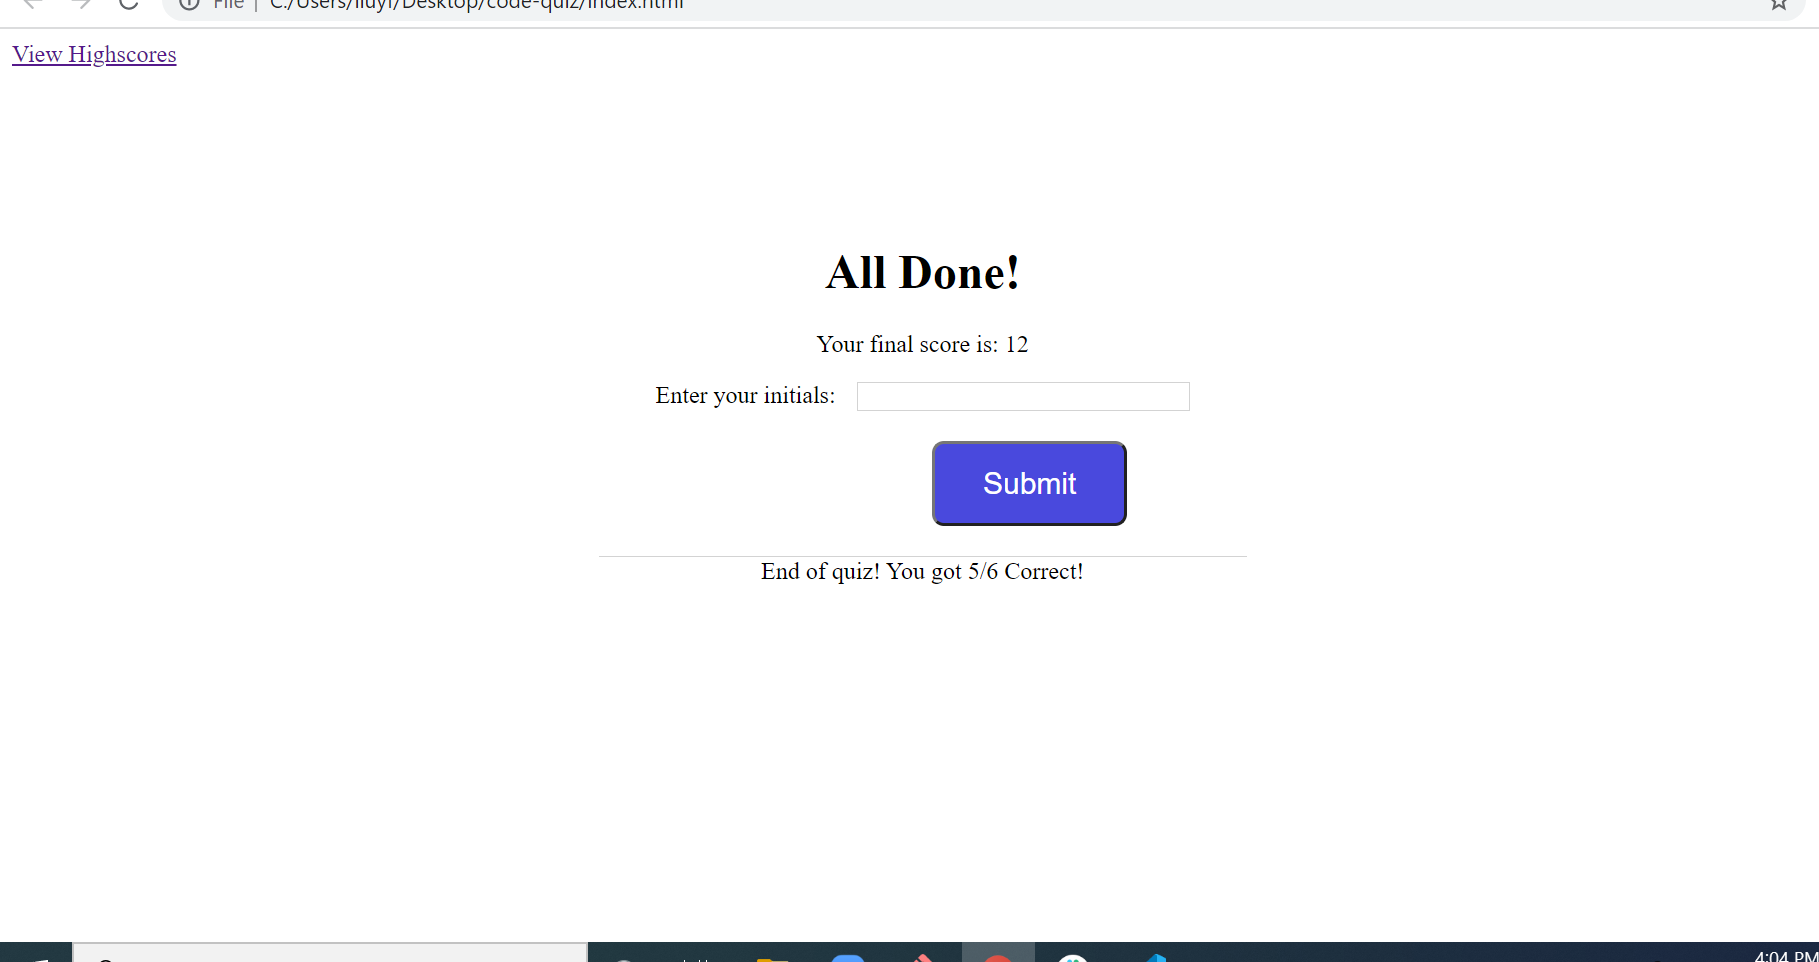 File | C:/Users/liuyi/Desktop/code-quiz/index.html
View Highscores
All Done!
Your final score is: 12
Enter your initials:
Submit
End of quiz! You got 5/6 Correct!
4:04 PM